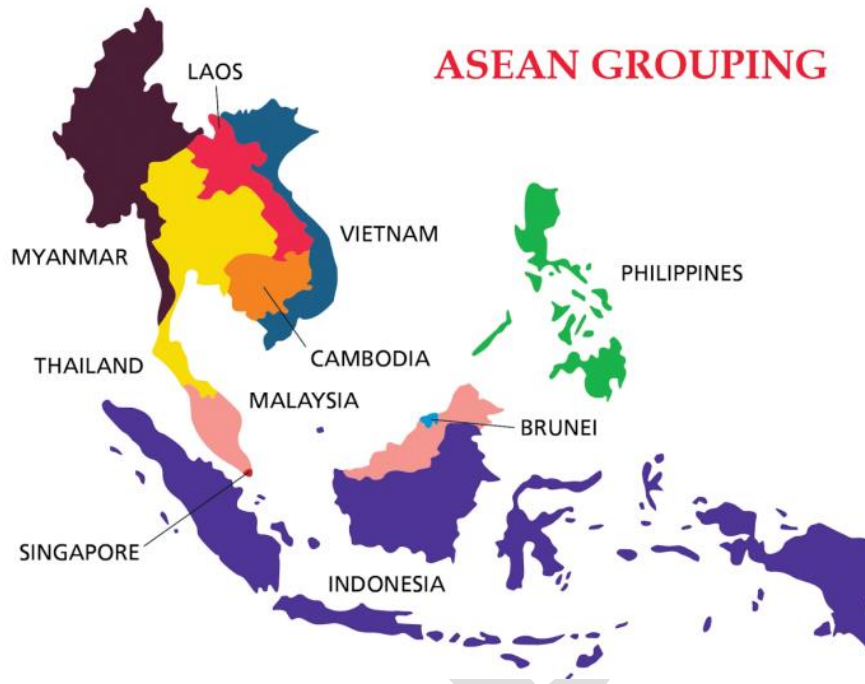 ASEAN GROUPING
LAOS
VIETNAM
MYANMAR
PHILIPPINES
CAMBODIA
THAILAND
MALAYSIA
BRUNEI
SINGAPORE
INDONESIA